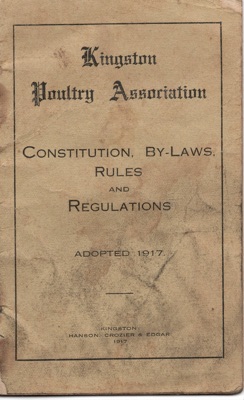 Kingston
Poultry Association
CONSTITUTION, BY-LAWS,
RULES
AND
REGULATIONS
ADOPTED 1917.
KINGSTON:
HANSON, CROZIER & EDGAR
1917